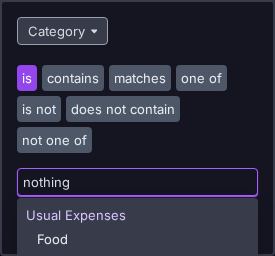 Category
is contains matches one of
is not does not contain
not one of
nothing
Usual Expenses
Food